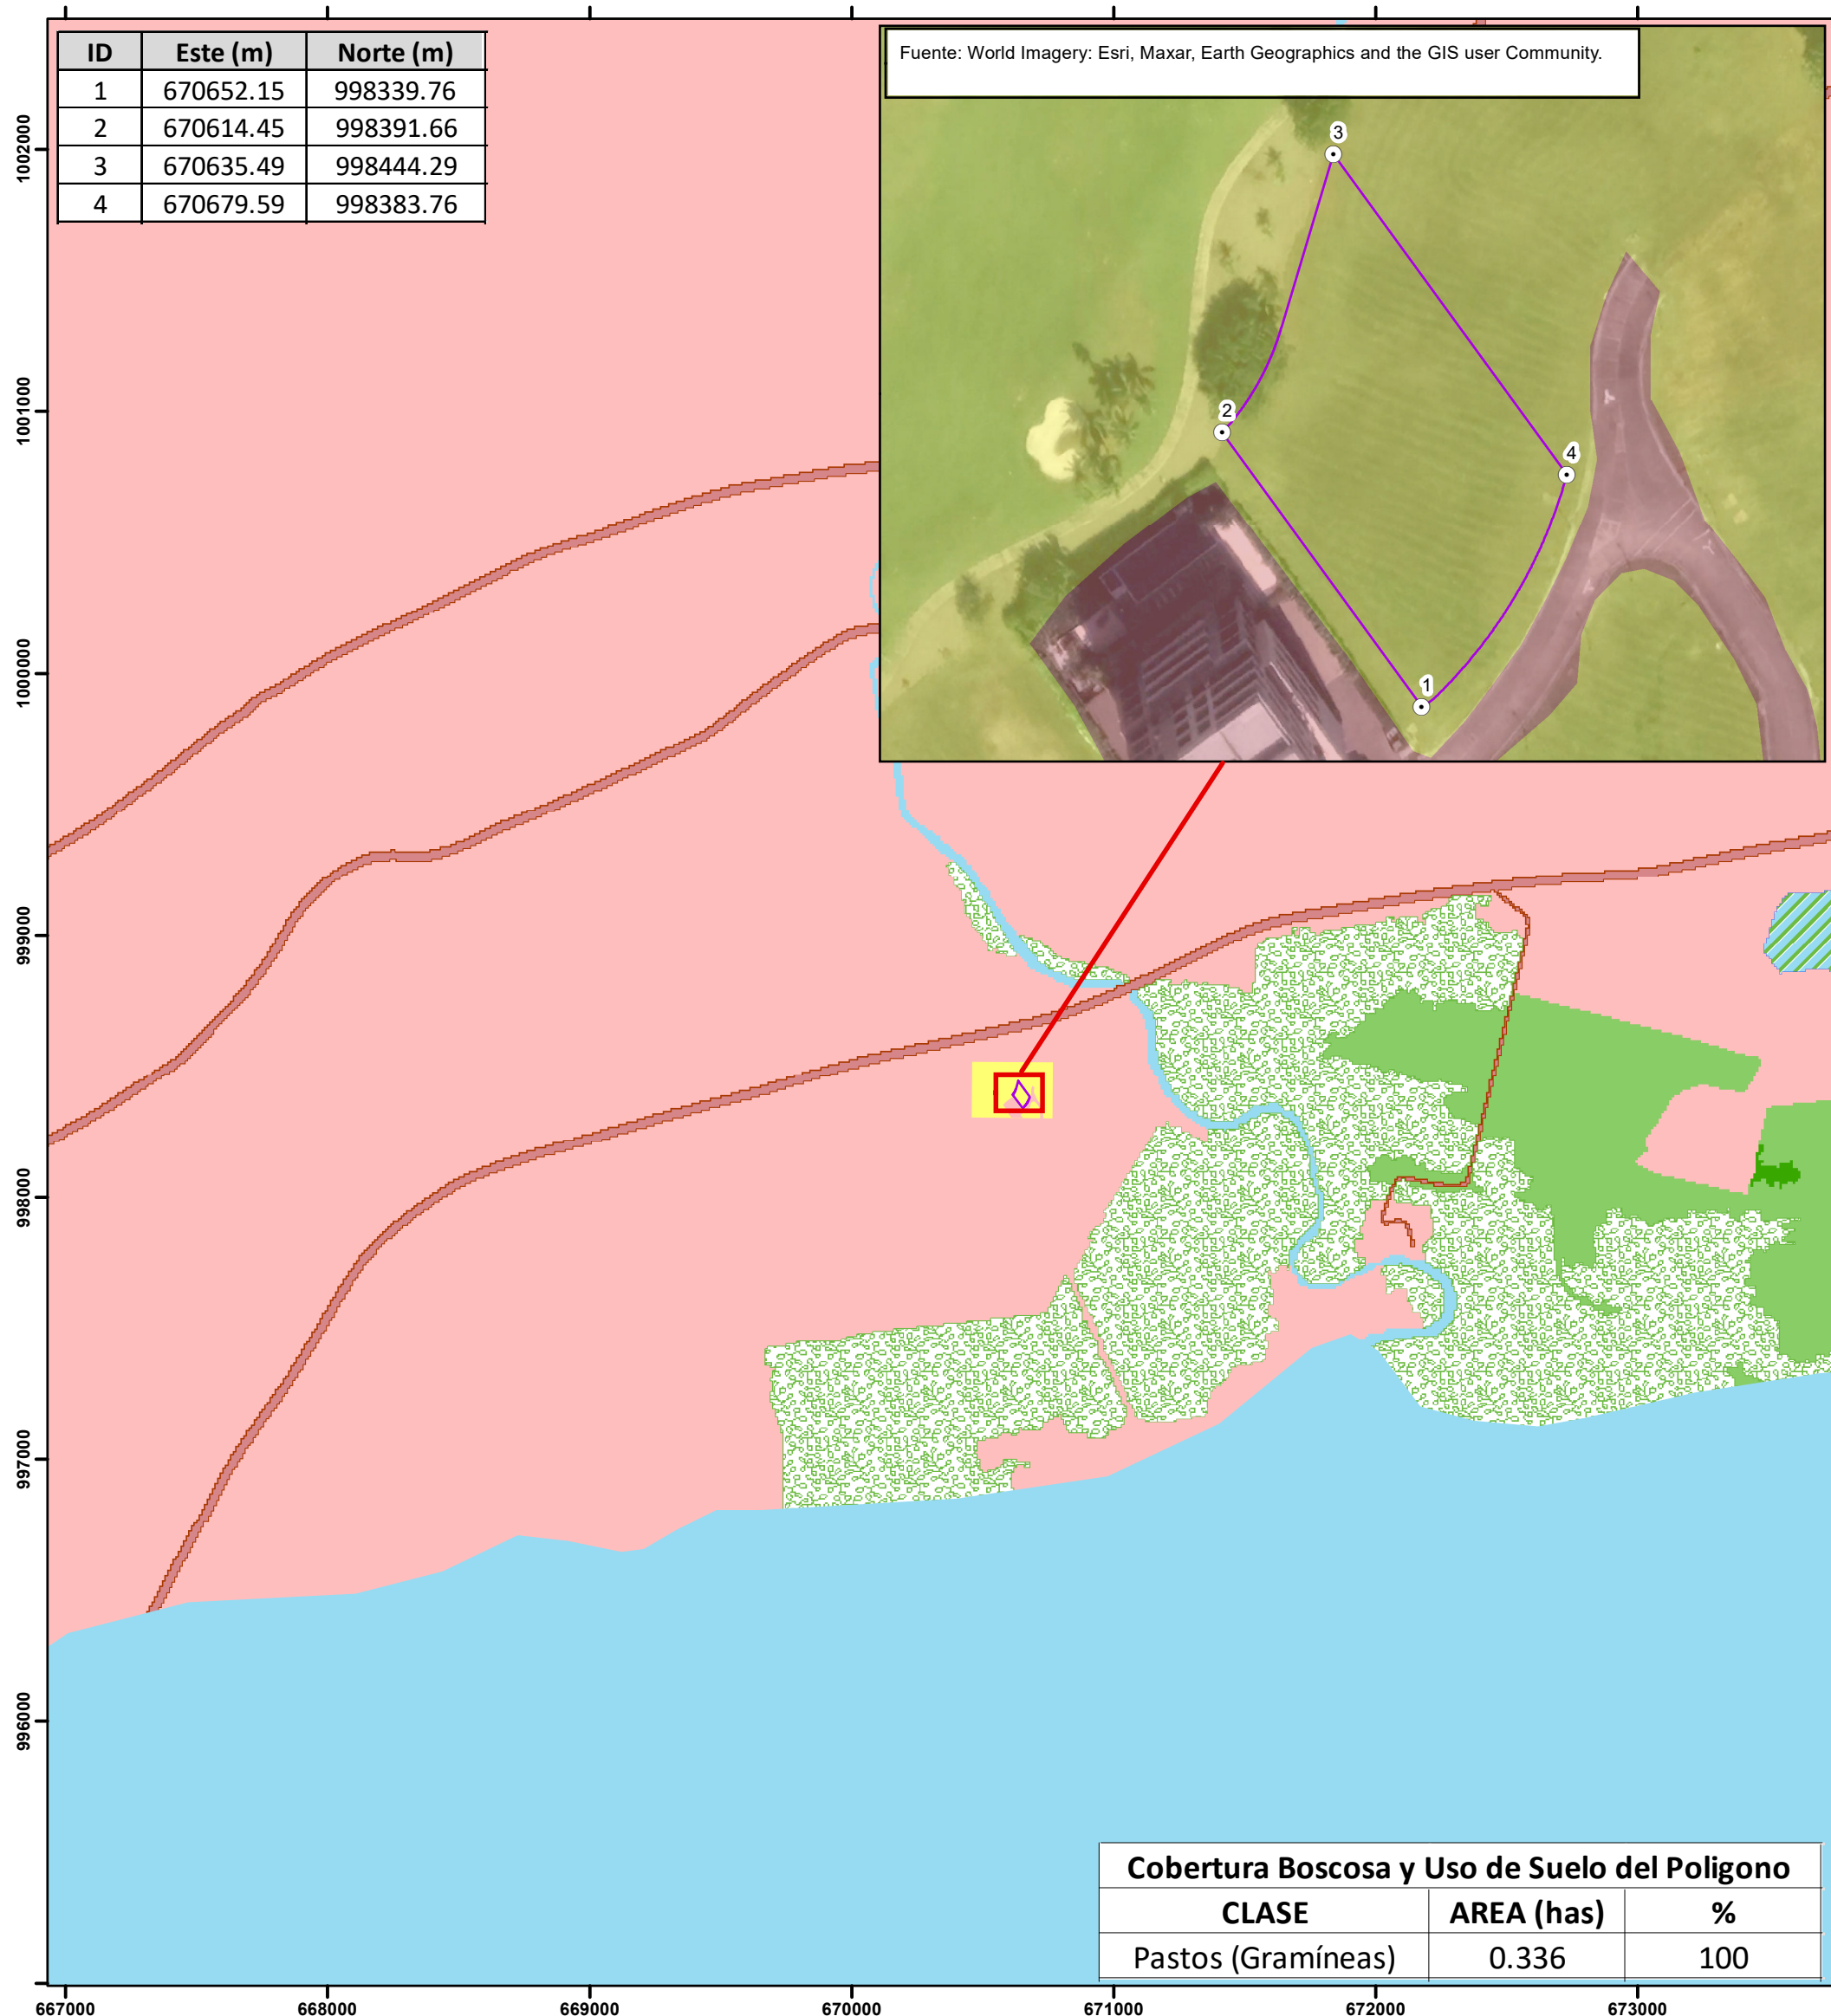 ID Este (m) Norte (m)
1 670652.15 998339.76
2 670614.45 998391.66
3 670635.49 998444.29
4 670679.59 998383.76
Fuente: World Imagery: Esri, Maxar, Earth Geographics and the GIS user Community.
3
2
4
1
1002000
1001000
1000000
999000
998000
997000
996000
Cobertura Boscosa y Uso de Suelo del Poligono
CLASE AREA (has) %
Pastos (Gramíneas) 0.336 100
667000 668000 669000 670000 671000 672000 673000